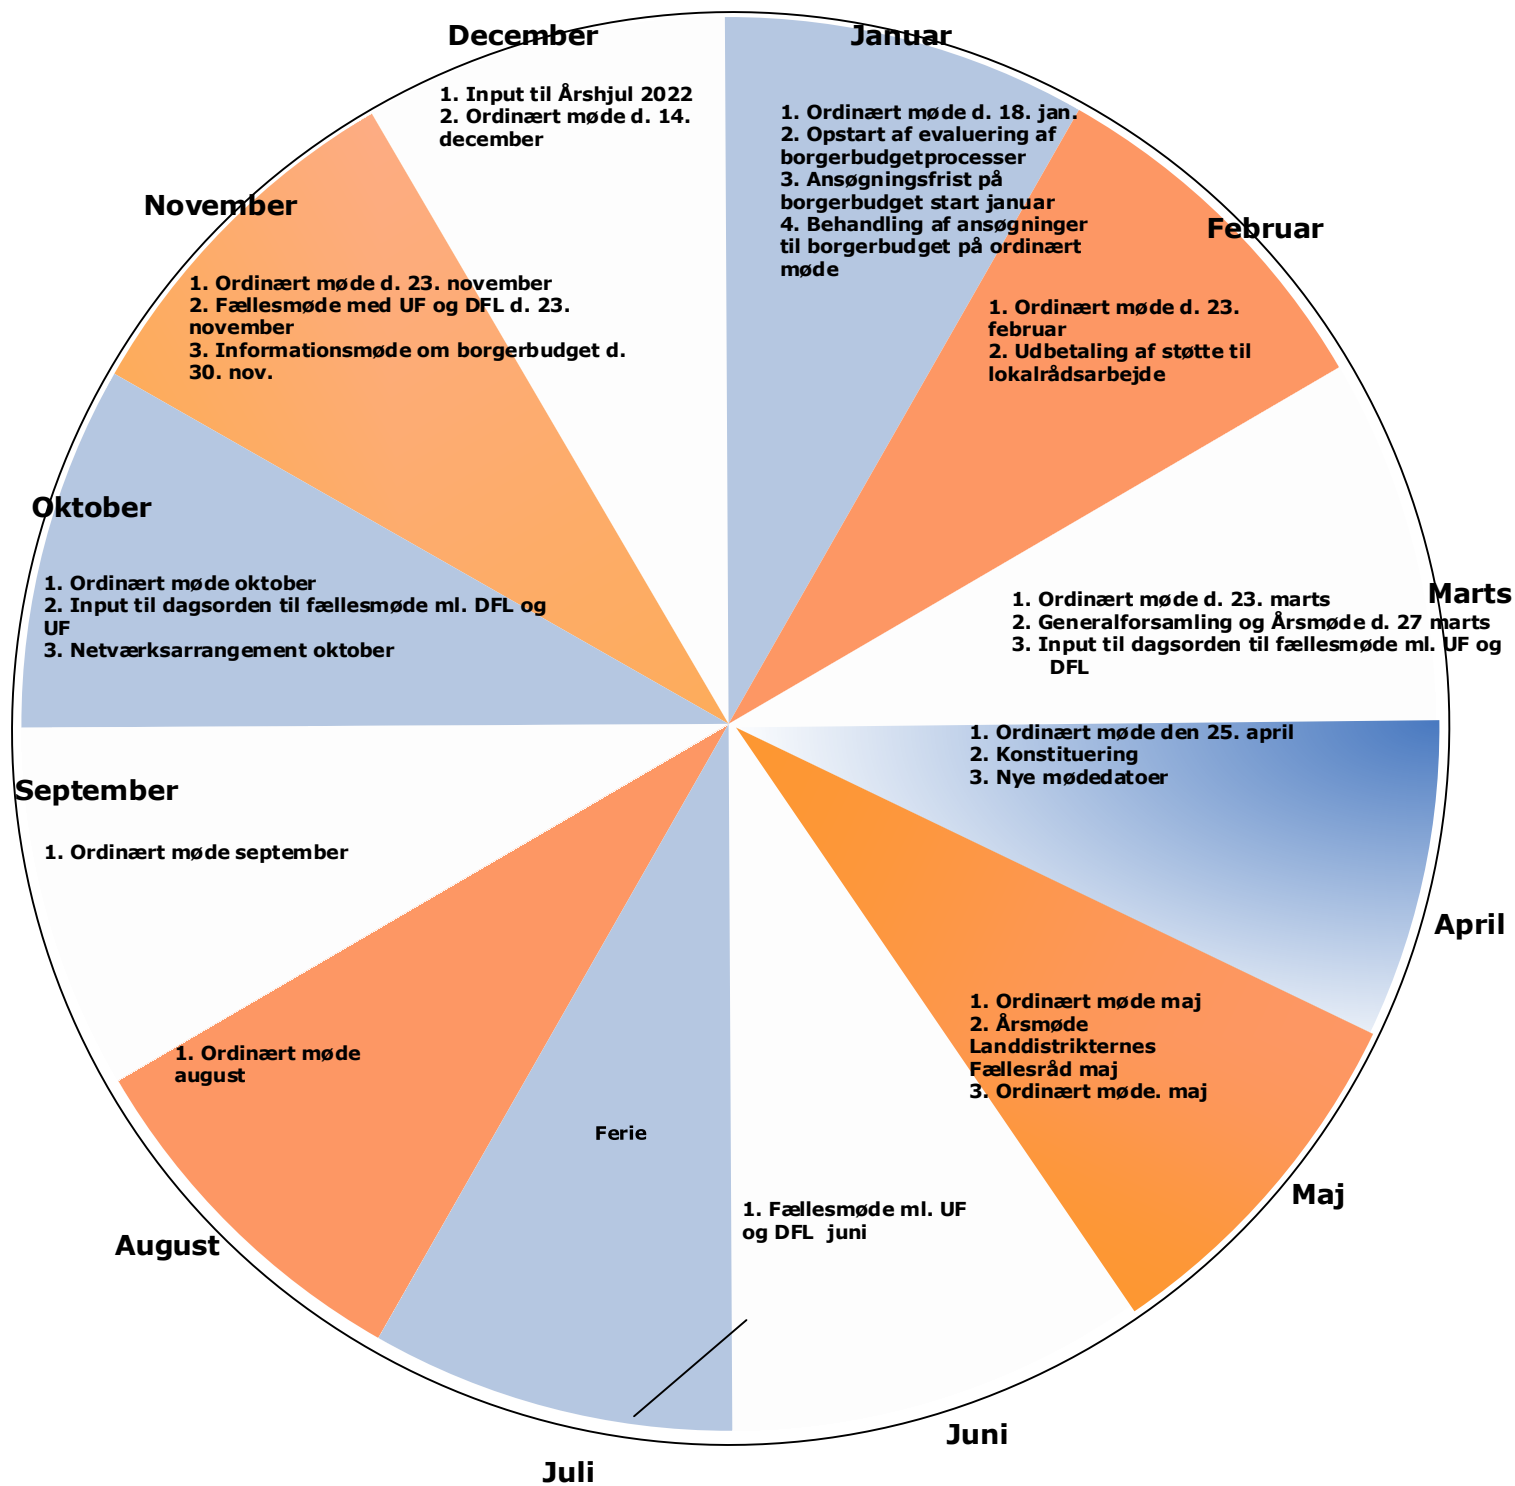 Januar
1. Ordinært møde d. 18. jan.
2. Opstart af evaluering af
borgerbudgetprocesser
3. Ansøgningsfrist på
borgerbudget start januar
4. Behandling af ansøgninger
til borgerbudget på ordinært
møde
Februar
1. Ordinært møde d. 23.
februar
2. Udbetaling af støtte til
lokalrådsarbejde
Marts
1. Ordinært møde d. 23. marts
2. Generalforsamling og Årsmøde d. 27 marts
3. Input til dagsorden til fællesmøde ml. UF og
DFL
1. Ordinært møde den 25. april
2. Konstituering
3. Nye mødedatoer
April
1. Ordinært møde maj
2. Årsmøde
Landdistrikternes
Fællesråd maj
3. Ordinært møde. maj
Maj
1. Fællesmøde ml. UF
og DFL  juni
Juni
Ferie
Juli
1. Ordinært møde
august
August
September
1. Ordinært møde september
Oktober
1. Ordinært møde oktober
2. Input til dagsorden til fællesmøde ml. DFL og
UF
3. Netværksarrangement oktober
November
1. Ordinært møde d. 23. november
2. Fællesmøde med UF og DFL d. 23.
november
3. Informationsmøde om borgerbudget d.
30. nov.
December
1. Input til Årshjul 2022
2. Ordinært møde d. 14.
december